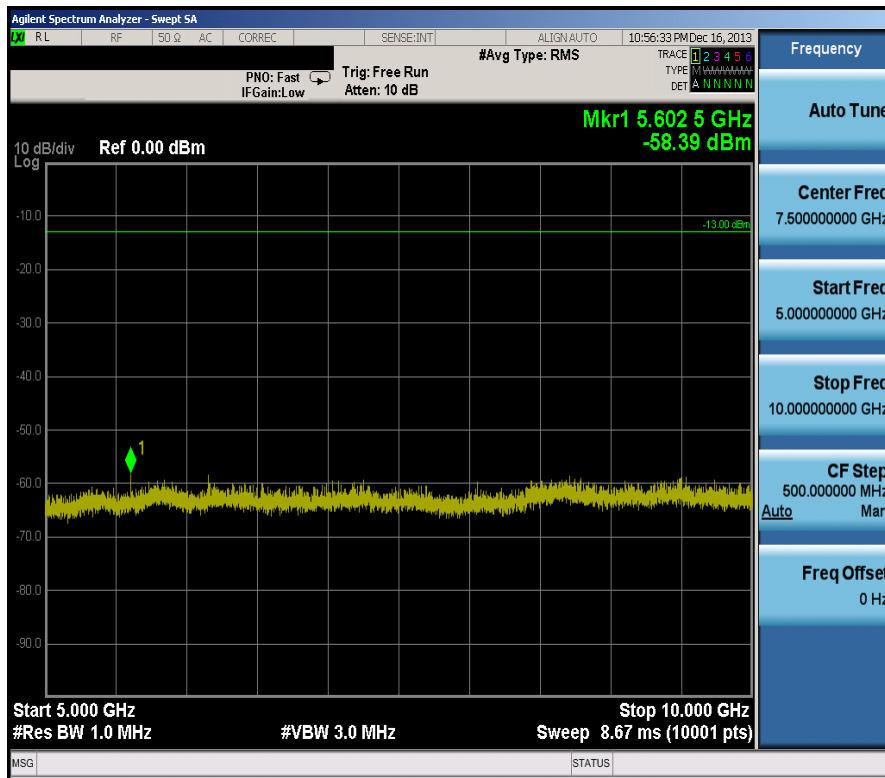 Agilent Spectrum Analyzer - Swept SA
LXI RL RF 50 Ω AC CORREC SENSE:INT ALIGN AUTO 10:56:33 PM Dec 16, 2013
Frequency
#Avg Type: RMS
TRACE 1 2 3 4 5 6
PNO: Fast Trig: Free Run
TYPE M
IFGain:Low Atten: 10 dB
DET A N N N N N
Auto Tune
Mkr1 5.602 5 GHz
-58.39 dBm
10 dB/div Ref 0.00 dBm
Log
Center Freq
7.500000000 GHz
-10.0
-13.00 dBm
-20.0
Start Freq
5.000000000 GHz
-30.0
-40.0
Stop Freq
10.000000000 GHz
-50.0
1
-60.0
CF Step
500.000000 MHz
Auto Man
-70.0
Freq Offset
0 Hz
-80.0
-90.0
Start 5.000 GHz Stop 10.000 GHz
#Res BW 1.0 MHz #VBW 3.0 MHz Sweep 8.67 ms (10001 pts)
MSG STATUS